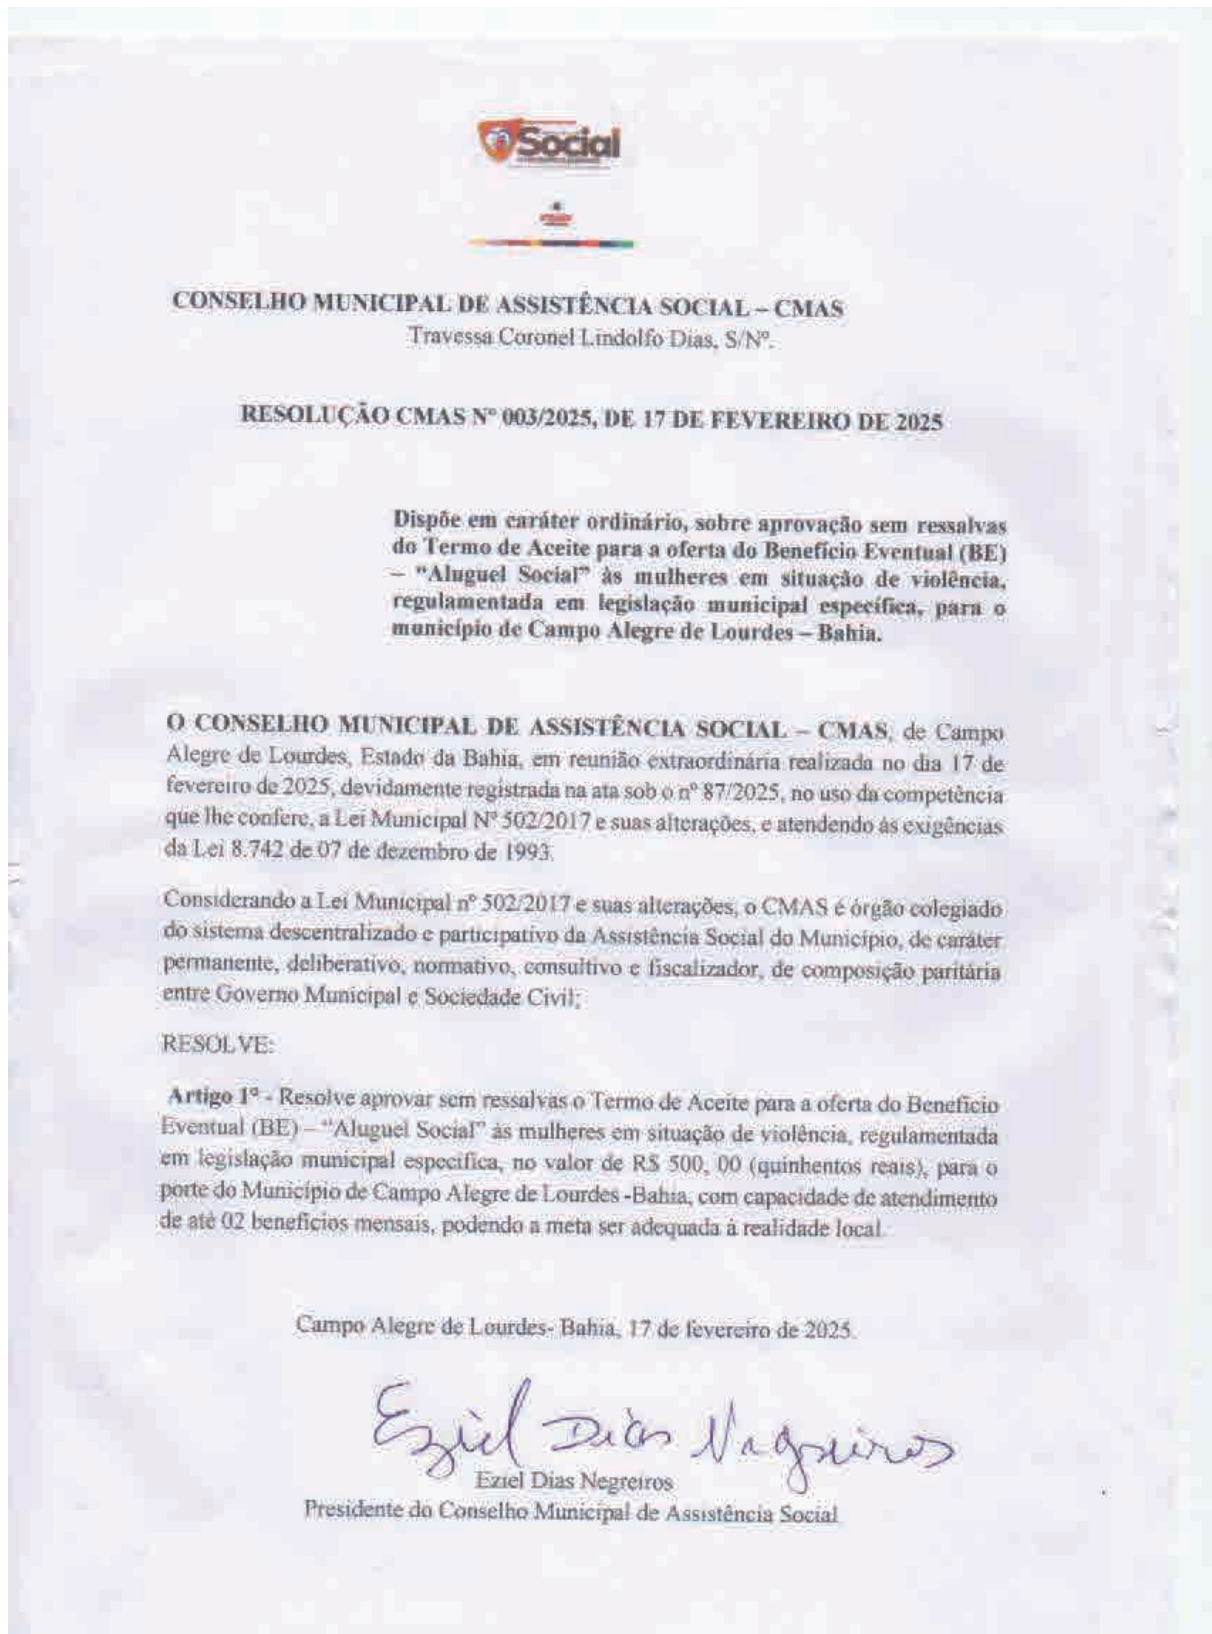 Social
CONSELHO MUNICIPAL DE ASSISTÊNCIA SOCIAL – CMAS
Travessa Coronel Lindolfo Dias, S/Nº.
RESOLUÇÃO CMAS Nº 003/2025, DE 17 DE FEVEREIRO DE 2025
Dispõe em caráter ordinário, sobre aprovação sem ressalvas
do Termo de Aceite para a oferta do Benefício Eventual (BE)
– “Aluguel Social” às mulheres em situação de violência,
regulamentada em legislação municipal específica, para o
município de Campo Alegre de Lourdes – Bahia.
O CONSELHO MUNICIPAL DE ASSISTÊNCIA SOCIAL – CMAS, de Campo
Alegre de Lourdes, Estado da Bahia, em reunião extraordinária realizada no dia 17 de
fevereiro de 2025, devidamente registrada na ata sob o nº 87/2025, no uso da competência
que lhe confere, a Lei Municipal Nº 502/2017 e suas alterações, e atendendo às exigências
da Lei 8.742 de 07 de dezembro de 1993.
Considerando a Lei Municipal nº 502/2017 e suas alterações, o CMAS é órgão colegiado
do sistema descentralizado e participativo da Assistência Social do Município, de caráter
permanente, deliberativo, normativo, consultivo e fiscalizador, de composição paritária
entre Governo Municipal e Sociedade Civil;
RESOLVE:
Artigo 1º - Resolve aprovar sem ressalvas o Termo de Aceite para a oferta do Benefício
Eventual (BE) – “Aluguel Social” às mulheres em situação de violência, regulamentada
em legislação municipal específica, no valor de R$ 500, 00 (quinhentos reais), para o
porte do Município de Campo Alegre de Lourdes -Bahia, com capacidade de atendimento
de até 02 benefícios mensais, podendo a meta ser adequada à realidade local.
Campo Alegre de Lourdes- Bahia, 17 de fevereiro de 2025.
Eziel Dias Negreiros
Eziel Dias Negreiros
Presidente do Conselho Municipal de Assistência Social